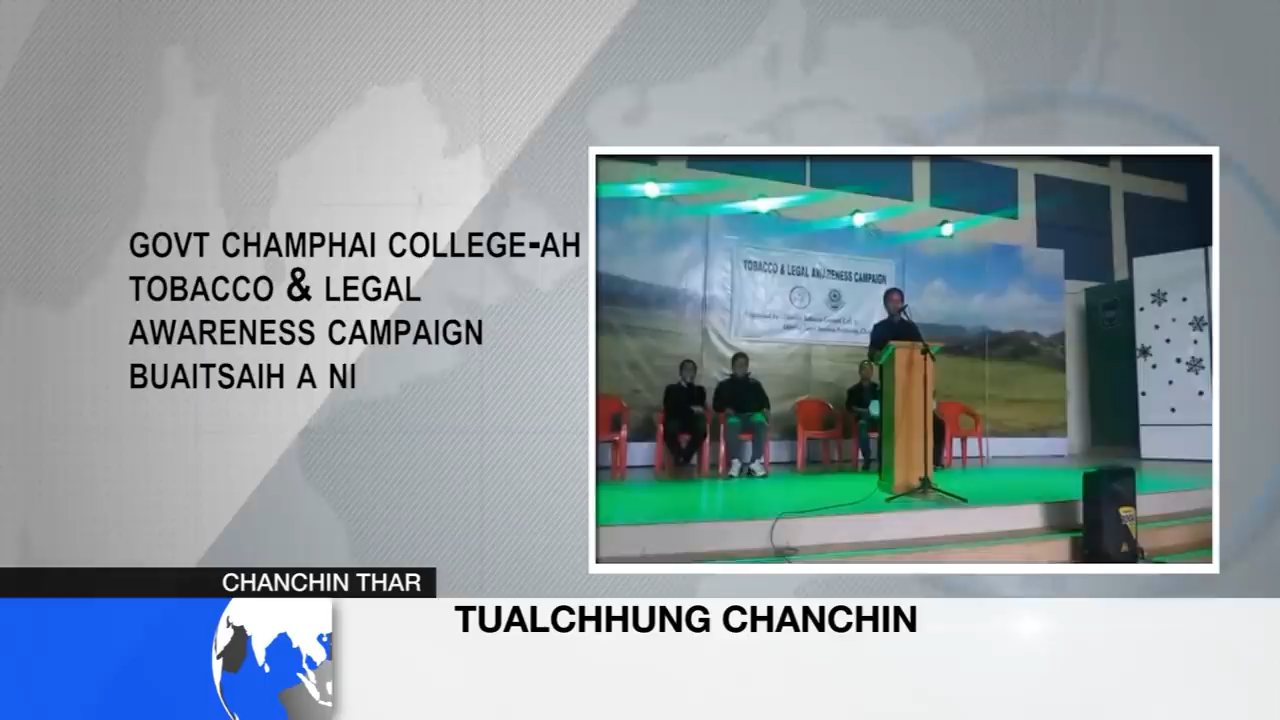 GOVT CHAMPHAI COLLEGE-AH
TOBACCO & LEGAL
AWARENESS CAMPAIGN
BUAITSAIH A NI
TOBACCO & LEGAL AWARENESS CAMPAIGN
CHANCHIN THAR
TUALCHHUNG CHANCHIN